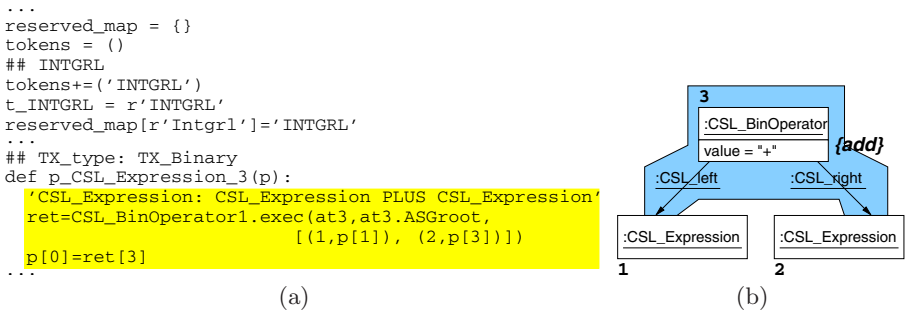 ...
reserved_map = {}
tokens = ()
## INTGRL
tokens+=('INTGRL')
t_INTGRL = r'INTGRL'
reserved_map[r'Intgrl']='INTGRL'
...
## TX_type: TX_Binary
def p_CSL_Expression_3(p):
'CSL_Expression: CSL_Expression PLUS CSL_Expression'
ret=CSL_BinOperator1.exec(at3,at3.ASGroot,
[(1,p[1]), (2,p[3])])
p[0]=ret[3]
...
(a)
3
:CSL_BinOperator
value = "+"
{add}
:CSL_left
:CSL_right
:CSL_Expression
:CSL_Expression
1
2
(b)